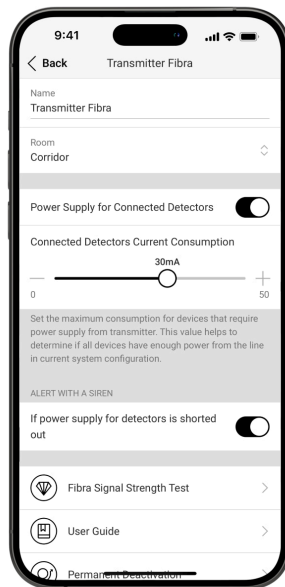 9:41
Back Transmitter Fibra
Name
Transmitter Fibra
Room
Corridor
Power Supply for Connected Detectors
Connected Detectors Current Consumption
30mA
0 50
Set the maximum consumption for devices that require
power supply from transmitter. This value helps to
determine if all devices have enough power from the line
in current system configuration.
ALERT WITH A SIREN
If power supply for detectors is shorted
out
Fibra Signal Strength Test
User Guide
Permanent Deactivation